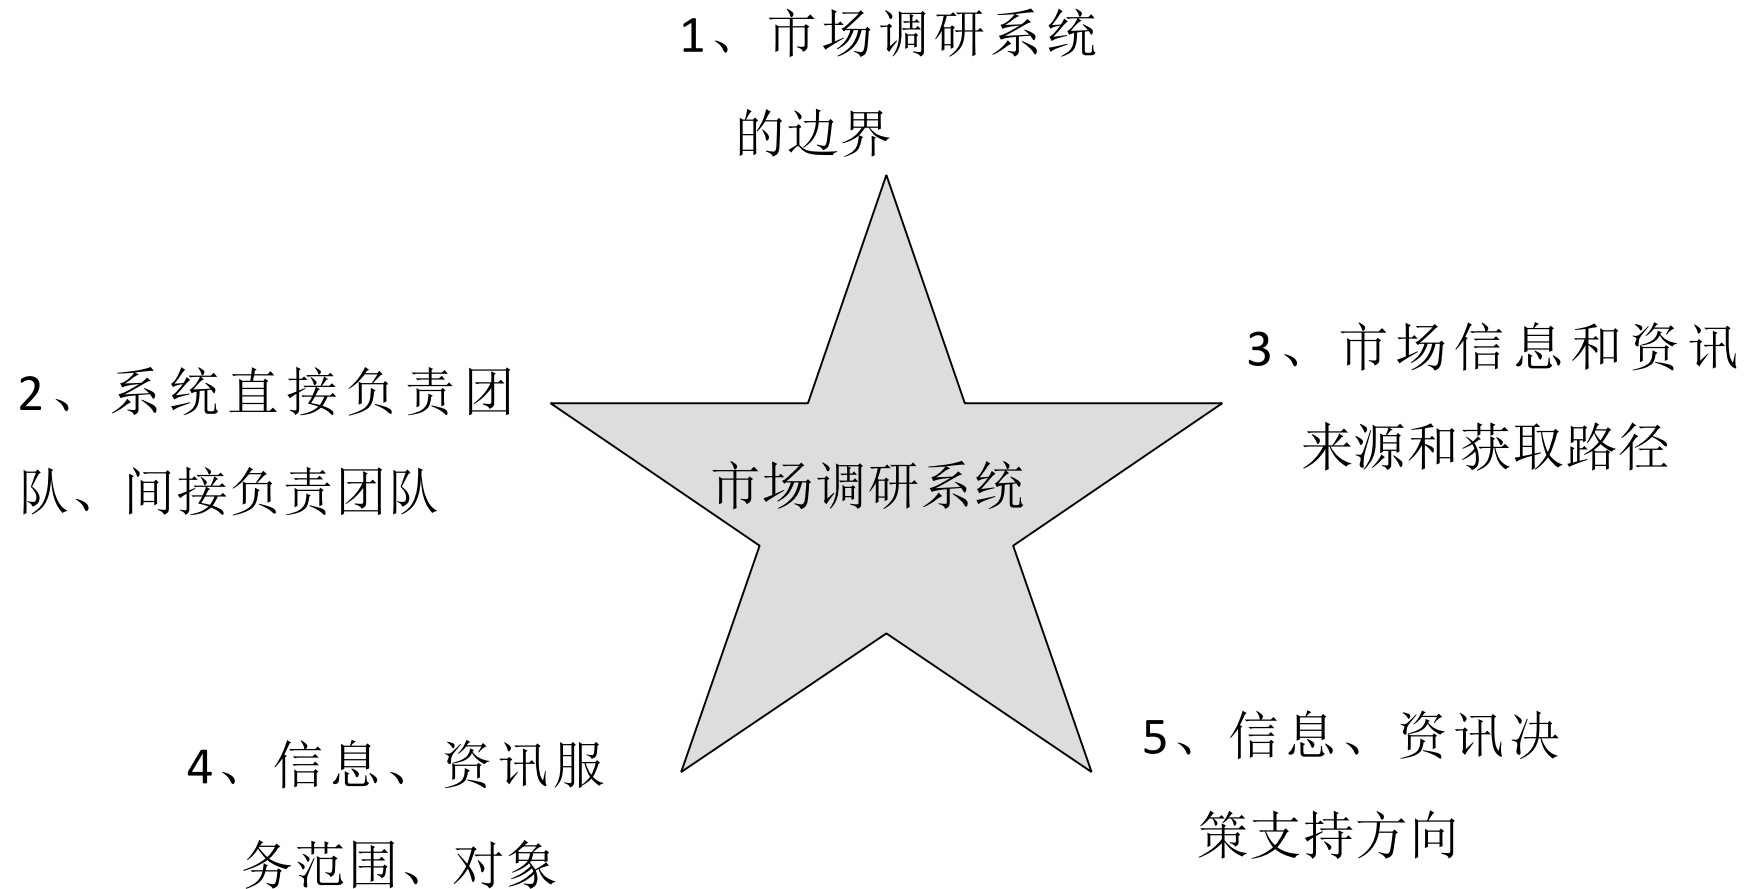 1、市场调研系统
的边界
2、系统直接负责团
队、间接负责团队
3、市场信息和资讯
来源和获取路径
市场调研系统
4、信息、资讯服
务范围、对象
5、信息、资讯决
策支持方向